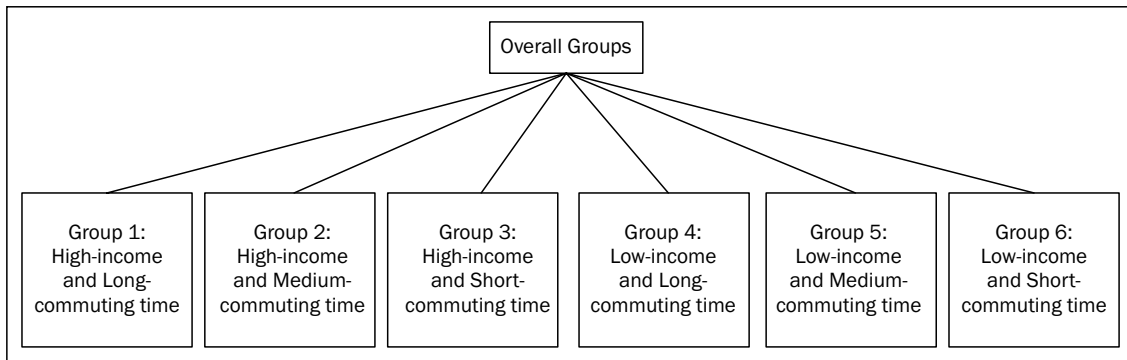 Overall Groups
Group 1:
High-income
and Long-
commuting time
Group 2:
High-income
and Medium-
commuting time
Group 3:
High-income
and Short-
commuting time
Group 4:
Low-income
and Long-
commuting time
Group 5:
Low-income
and Medium-
commuting time
Group 6:
Low-income
and Short-
commuting time